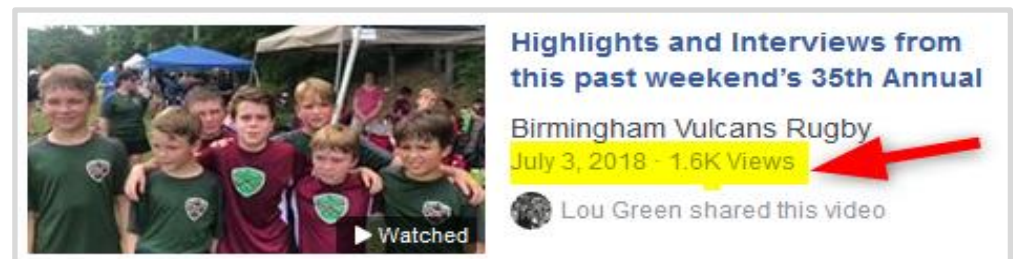 Highlights and Interviews from
this past weekend's 35th Annual
Birmingham Vulcans Rugby
July 3, 2018 · 1.6K Views
Lou Green shared this video
Watched